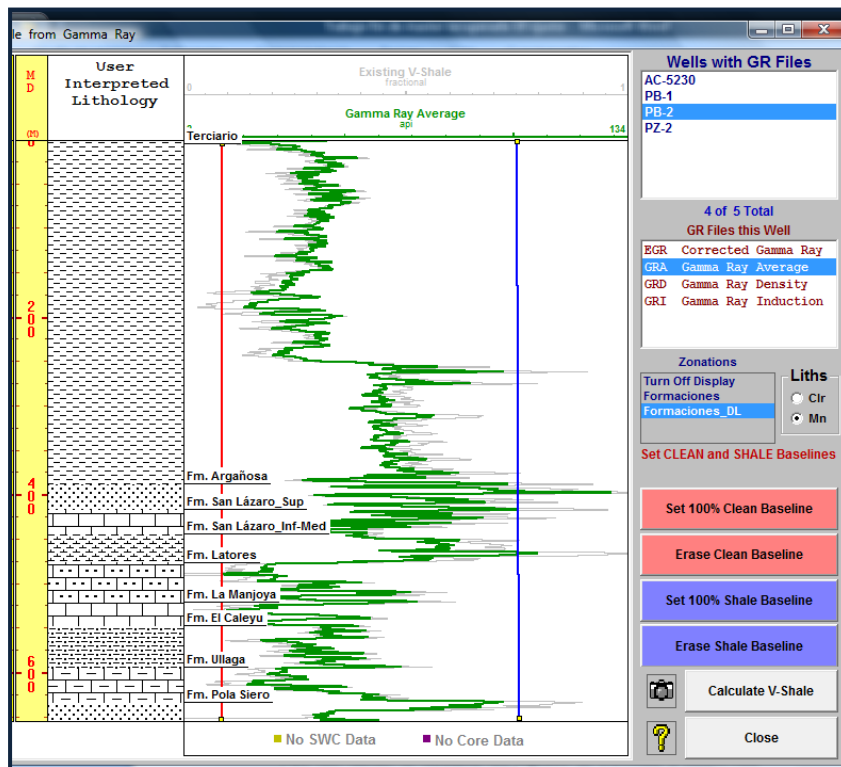 le from Gamma Ray
M
D
(M)
User
Interpreted
Lithology
Existing V-Shale
fractional
0
1
Gamma Ray Average
api
134
0
200
400
600
Terciario
Fm. Argañosa
Fm. San Lázaro_Sup
Fm. San Lázaro_Inf-Med
Fm. Latores
Fm. La Manjoya
Fm. El Caleyu
Fm. Ullaga
Fm. Pola Siero
No SWC Data
No Core Data
Wells with GR Files
AC-5230
PB-1
PB-2
PZ-2
4 of 5 Total
GR Files this Well
EGR Corrected Gamma Ray
GRA Gamma Ray Average
GRD Gamma Ray Density
GRI Gamma Ray Induction
Zonations
Turn Off Display
Formaciones
Formaciones_DL
Liths
Clr
Mn
Set CLEAN and SHALE Baselines
Set 100% Clean Baseline
Erase Clean Baseline
Set 100% Shale Baseline
Erase Shale Baseline
Calculate V-Shale
?
Close